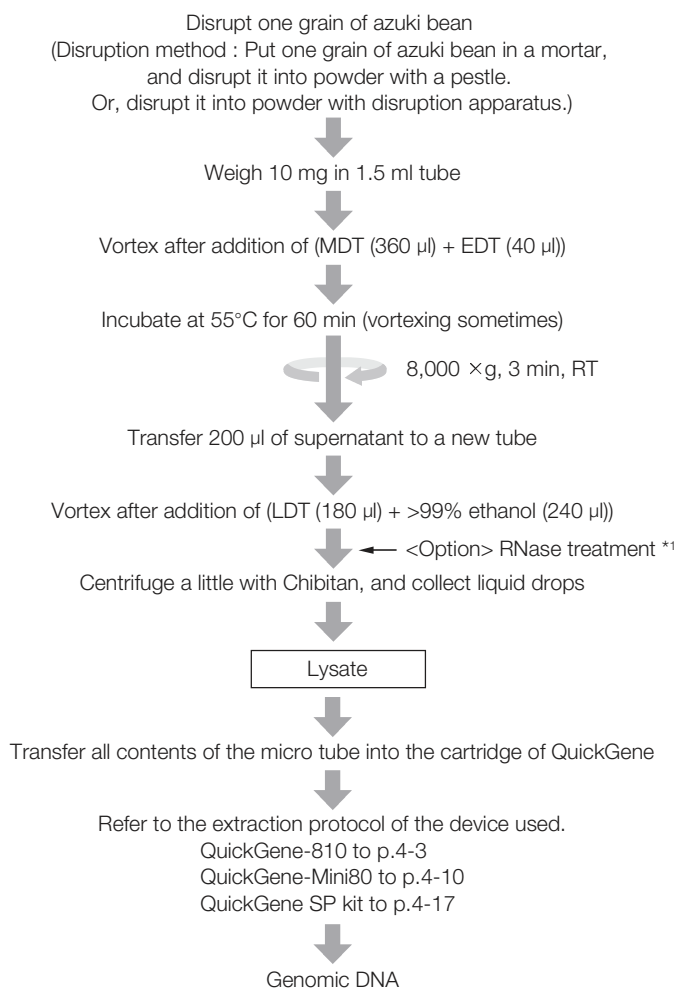 Disrupt one grain of azuki bean
(Disruption method : Put one grain of azuki bean in a mortar,
and disrupt it into powder with a pestle.
Or, disrupt it into powder with disruption apparatus.)
Weigh 10 mg in 1.5 ml tube
Vortex after addition of (MDT (360 µl) + EDT (40 µl))
Incubate at 55°C for 60 min (vortexing sometimes)
8,000 ×g, 3 min, RT
Transfer 200 µl of supernatant to a new tube
Vortex after addition of (LDT (180 µl) + >99% ethanol (240 µl))
<Option> RNase treatment *1
Centrifuge a little with Chibitan, and collect liquid drops
Lysate
Transfer all contents of the micro tube into the cartridge of QuickGene
Refer to the extraction protocol of the device used.
QuickGene-810 to p.4-3
QuickGene-Mini80 to p.4-10
QuickGene SP kit to p.4-17
Genomic DNA